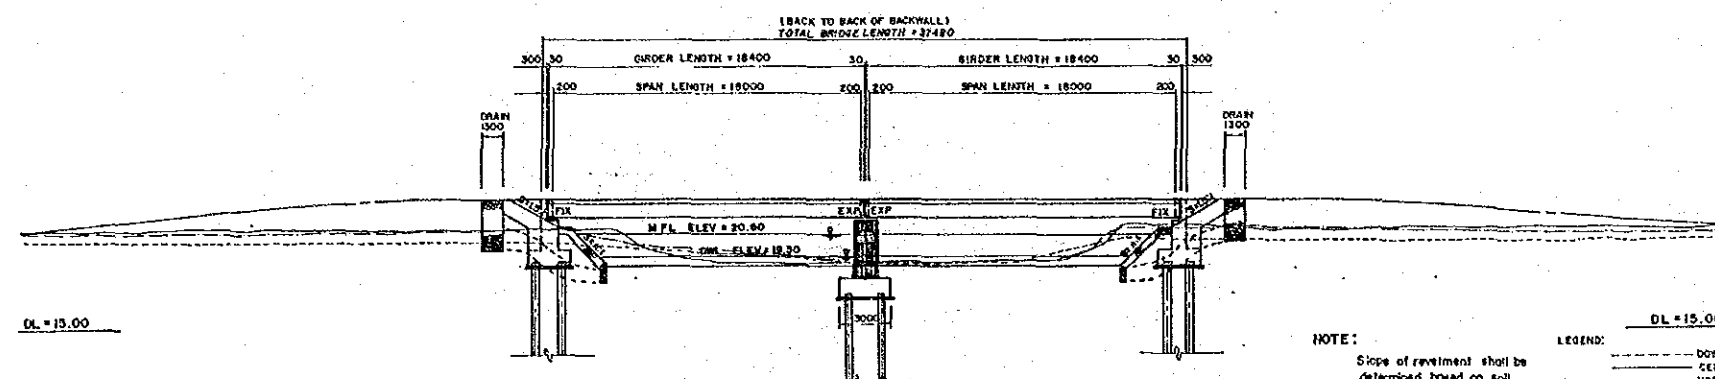 (BACK TO BACK OF BACKWALL)
TOTAL BRIDGE LENGTH = 37480
300 30 GIRDER LENGTH = 18400 30 GIRDER LENGTH = 18400 30 300
200 SPAN LENGTH = 18000 200 200 SPAN LENGTH = 18000 200
DRAIN
1300
DRAIN
1300
FIX EXP EXP FIX
M.F.L. ELEV = 20.60
OWL ELEV = 19.50
3000
DL = 15.00
DL = 15.00
NOTE:
Slope of revetment shall be
determined based on soil
LEGEND: